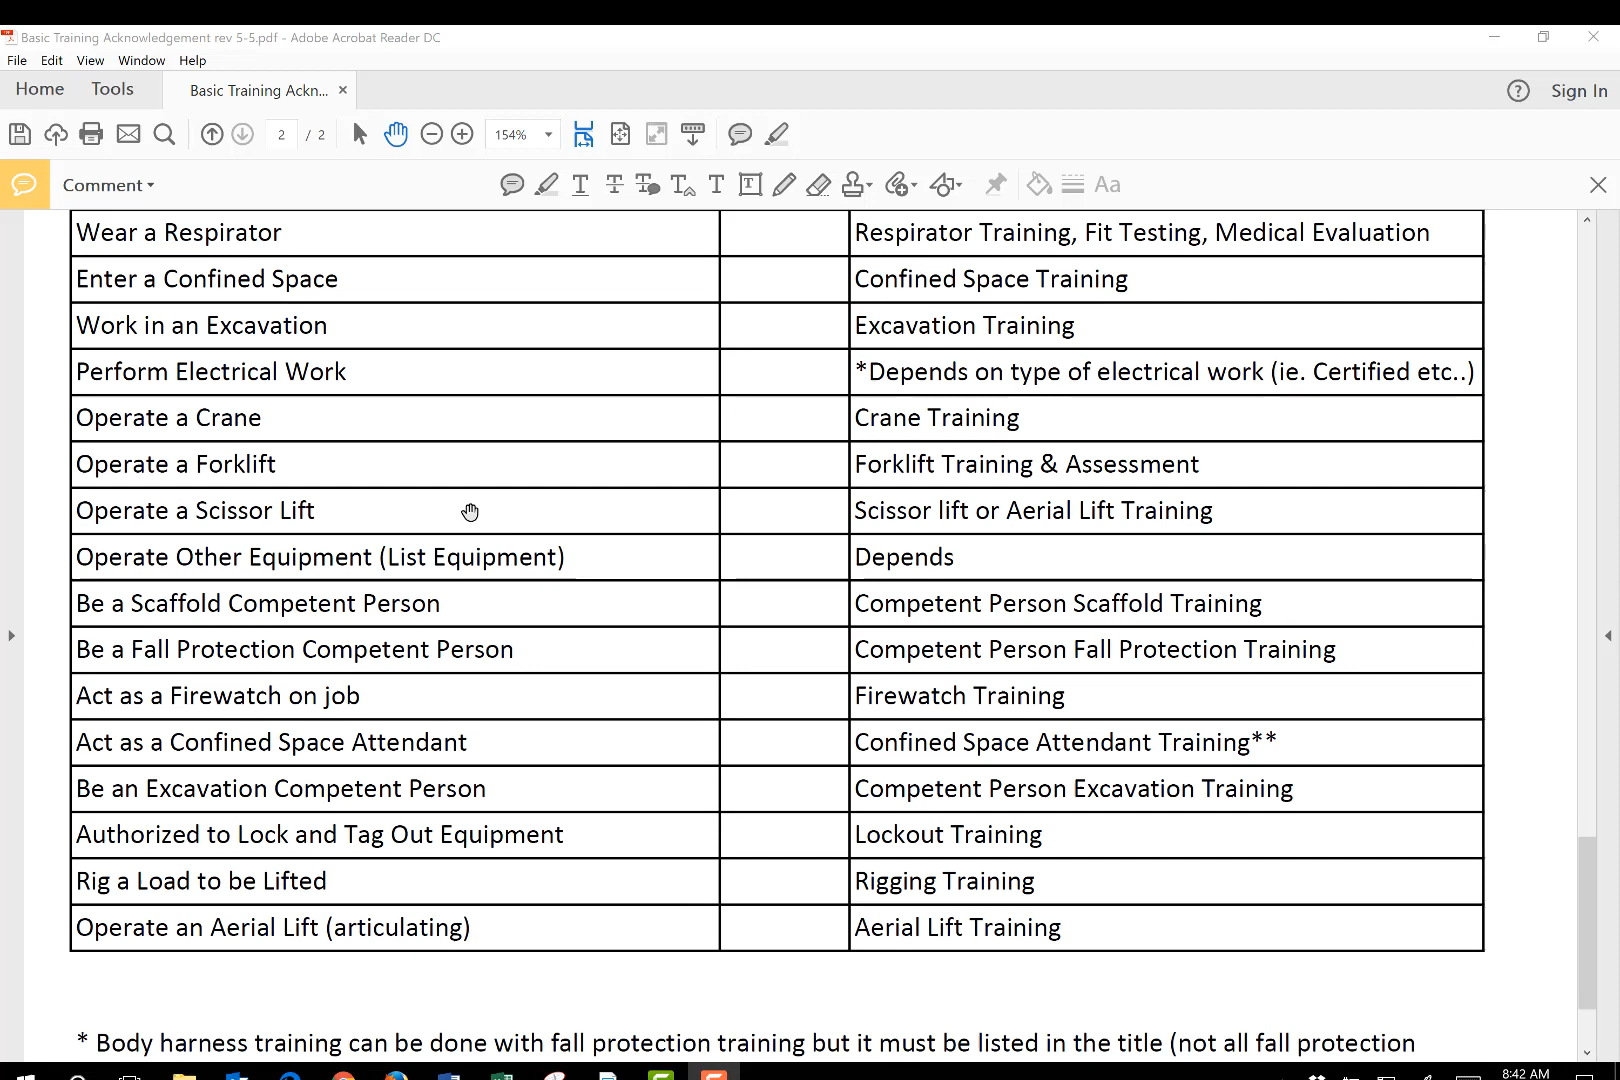 Basic Training Acknowledgement rev 5-5.pdf - Adobe Acrobat Reader DC
File Edit View Window Help
Home Tools Basic Training Ackn... × ? Sign In
2 / 2 154%
Comment
Wear a Respirator Respirator Training, Fit Testing, Medical Evaluation
Enter a Confined Space Confined Space Training
Work in an Excavation Excavation Training
Perform Electrical Work *Depends on type of electrical work (ie. Certified etc..)
Operate a Crane Crane Training
Operate a Forklift Forklift Training & Assessment
Operate a Scissor Lift Scissor lift or Aerial Lift Training
Operate Other Equipment (List Equipment) Depends
Be a Scaffold Competent Person Competent Person Scaffold Training
Be a Fall Protection Competent Person Competent Person Fall Protection Training
Act as a Firewatch on job Firewatch Training
Act as a Confined Space Attendant Confined Space Attendant Training**
Be an Excavation Competent Person Competent Person Excavation Training
Authorized to Lock and Tag Out Equipment Lockout Training
Rig a Load to be Lifted Rigging Training
Operate an Aerial Lift (articulating) Aerial Lift Training
* Body harness training can be done with fall protection training but it must be listed in the title (not all fall protection
8:42 AM